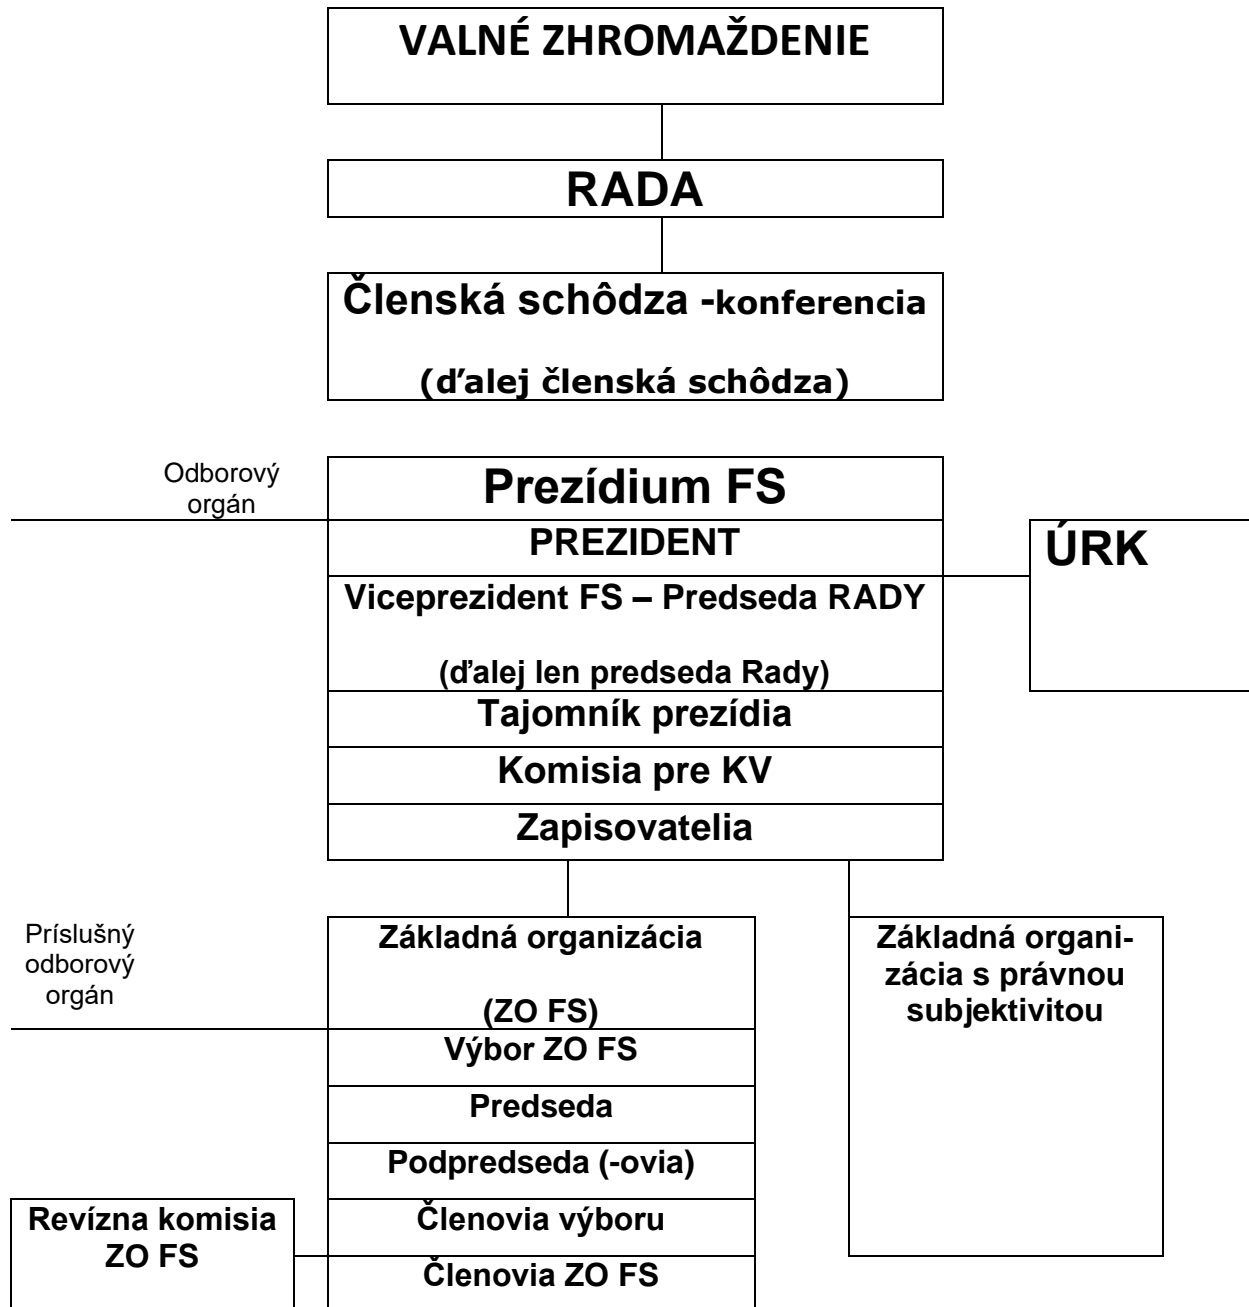 VALNÉ ZHROMAŽDENIE
RADA
Členská schôdza -konferencia
(ďalej členská schôdza)
Odborový
orgán
Prezídium FS
PREZIDENT
ÚRK
Viceprezident FS – Predseda RADY
(ďalej len predseda Rady)
Tajomník prezídia
Komisia pre KV
Zapisovatelia
Príslušný
odborový
orgán
Základná organizácia
(ZO FS)
Výbor ZO FS
Predseda
Podpredseda (-ovia)
Členovia výboru
Členovia ZO FS
Základná organi-
zácia s právnou
subjektivitou
Revízna komisia
ZO FS